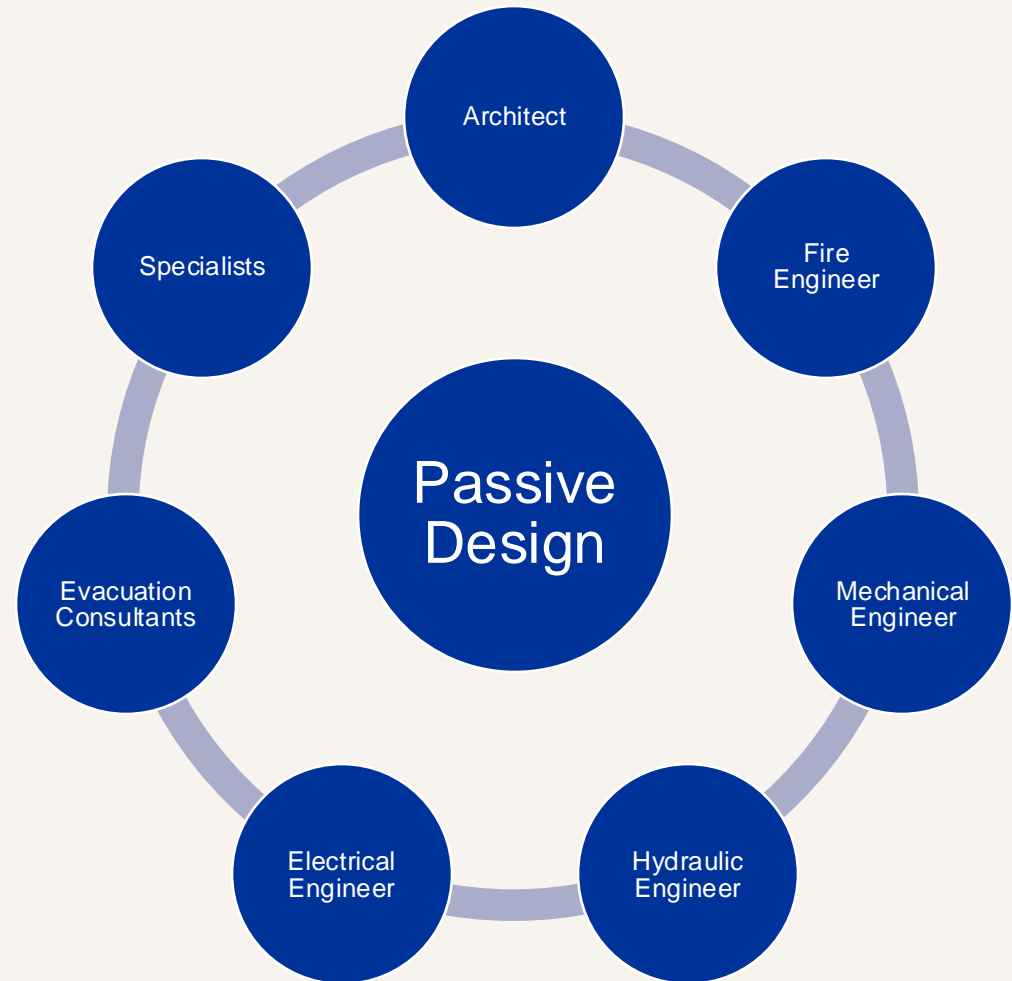 Architect
Fire
Engineer
Mechanical
Engineer
Hydraulic
Engineer
Electrical
Engineer
Evacuation
Consultants
Specialists
Passive
Design